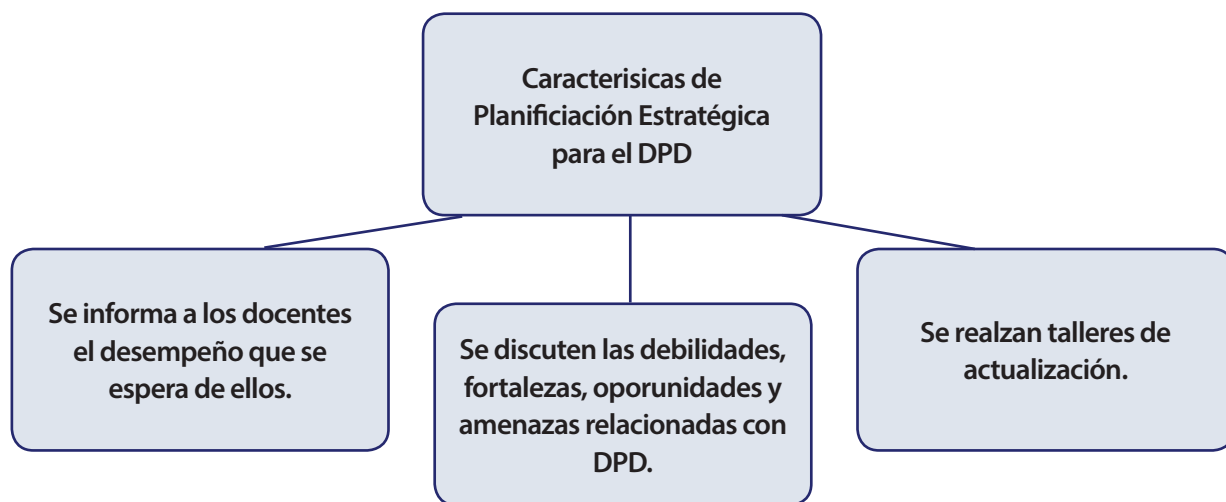 Caracterisicas de
Planificiación Estratégica
para el DPD
Se informa a los docentes
el desempeño que se
espera de ellos.
Se discuten las debilidades,
fortalezas, oporunidades y
amenazas relacionadas con
DPD.
Se realzan talleres de
actualización.